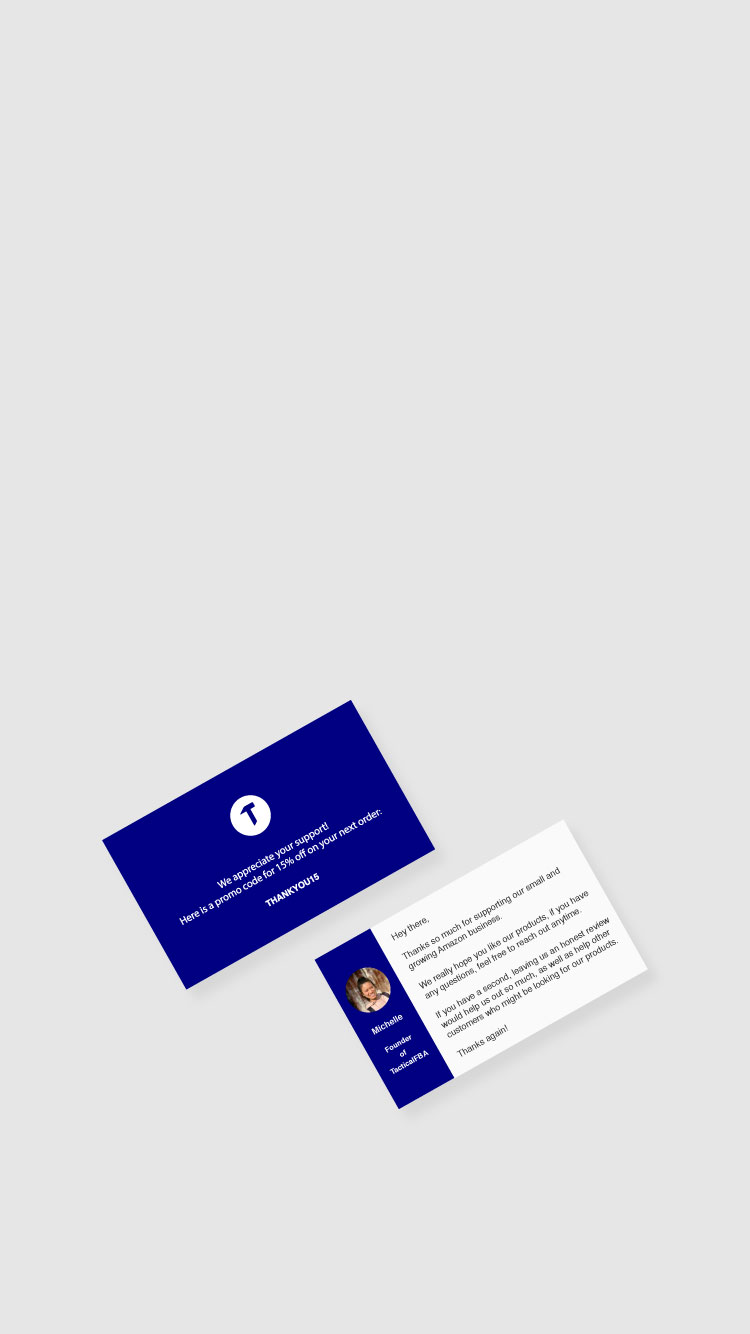 T
We appreciate your support!
Here is a promo code for 15% off on your next order:
THANKYOU15
Michelle
Founder
of
TacticalFBA
Hey there,
Thanks so much for supporting our small and
growing Amazon business.
We really hope you like our products, if you have
any questions, feel free to reach out anytime.
If you have a second, leaving us an honest review
would help us out so much, as well as help other
customers who might be looking for our products.
Thanks again!